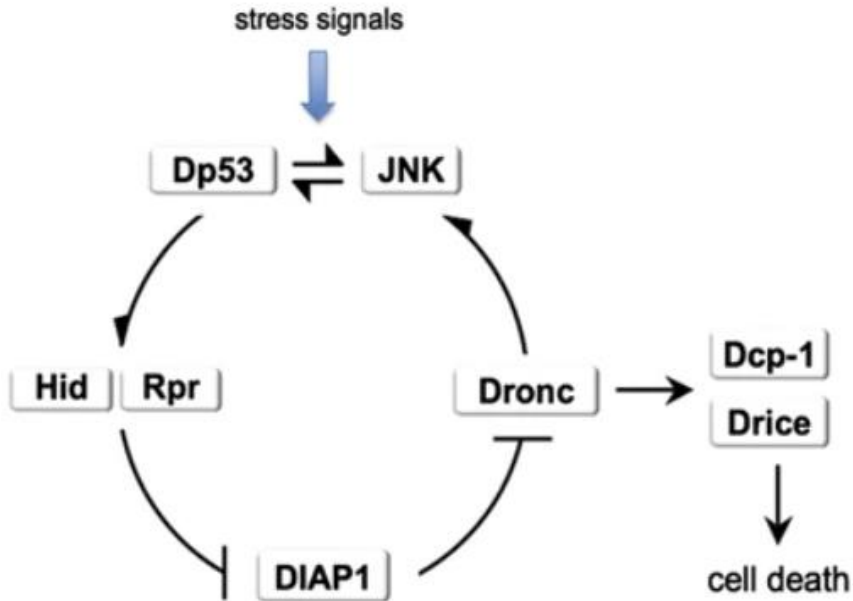 stress signals
Dp53
JNK
Hid
Rpr
Dronc
Dcp-1
Drice
DIAP1
cell death